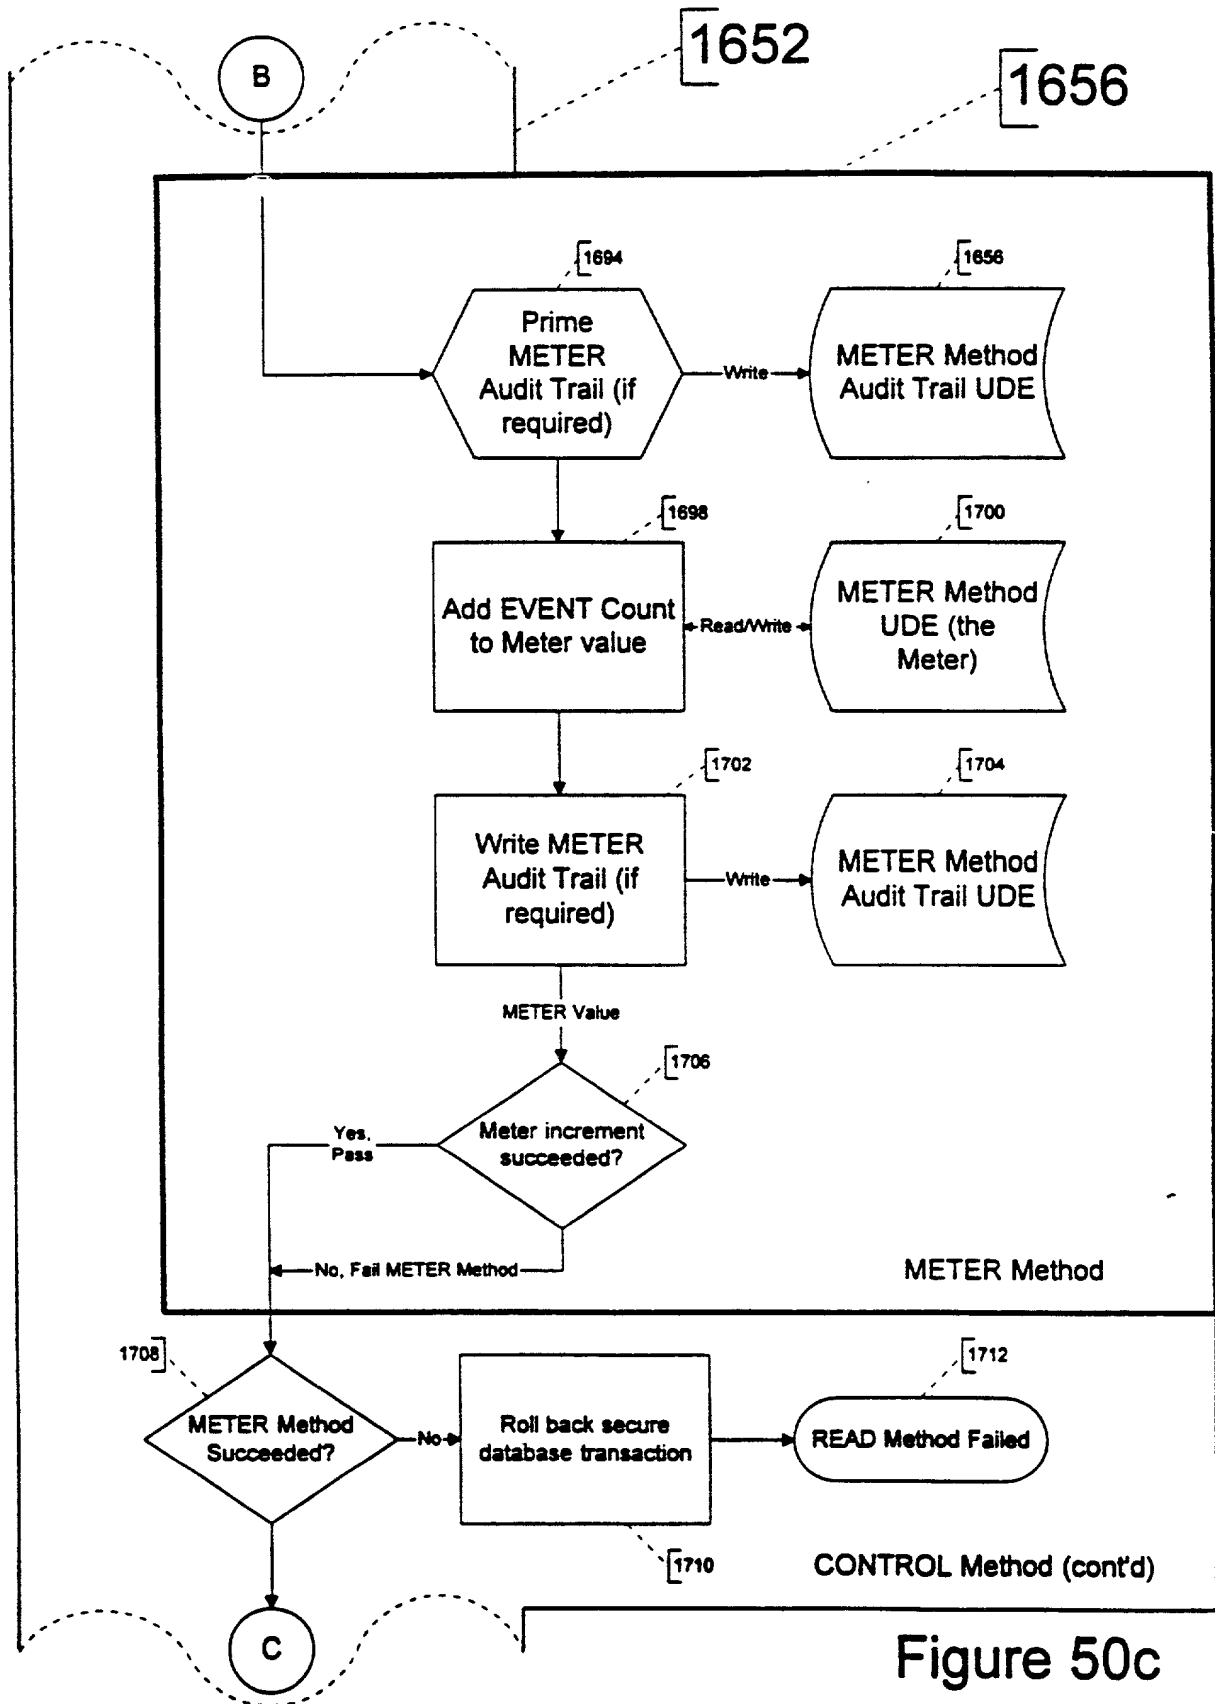 1652
B
1656
1694
1656
Prime
METER
Audit Trail (if
required)
Write
METER Method
Audit Trail UDE
1698
1700
Add EVENT Count
to Meter value
Read/Write
METER Method
UDE (the
Meter)
1702
1704
Write METER
Audit Trail (if
required)
Write
METER Method
Audit Trail UDE
METER Value
1706
Meter increment
succeeded?
Yes,
Pass
No, Fail METER Method
METER Method
1708
METER Method
Succeeded?
No
Roll back secure
database transaction
1712
READ Method Failed
1710
CONTROL Method (cont'd)
C
Figure 50c